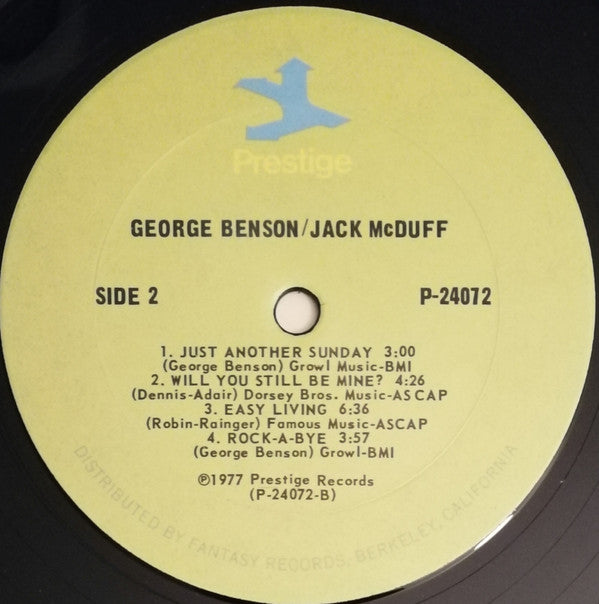 Prestige
GEORGE BENSON/JACK McDUFF
SIDE 2
P-24072
1. JUST ANOTHER SUNDAY 3:00
(George Benson) Growl Music-BMI
2. WILL YOU STILL BE MINE? 4:26
(Dennis-Adair) Dorsey Bros. Music-ASCAP
3. EASY LIVING 6:36
(Robin-Rainger) Famous Music-ASCAP
4. ROCK-A-BYE 3:57
(George Benson) Growl-BMI
℗1977 Prestige Records
(P-24072-B)
DISTRIBUTED BY FANTASY RECORDS, BERKELEY, CALIFORNIA